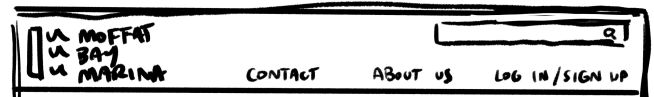 MOFFAT
BAY
MARINA
CONTACT ABOUT US LOG IN/SIGN UP